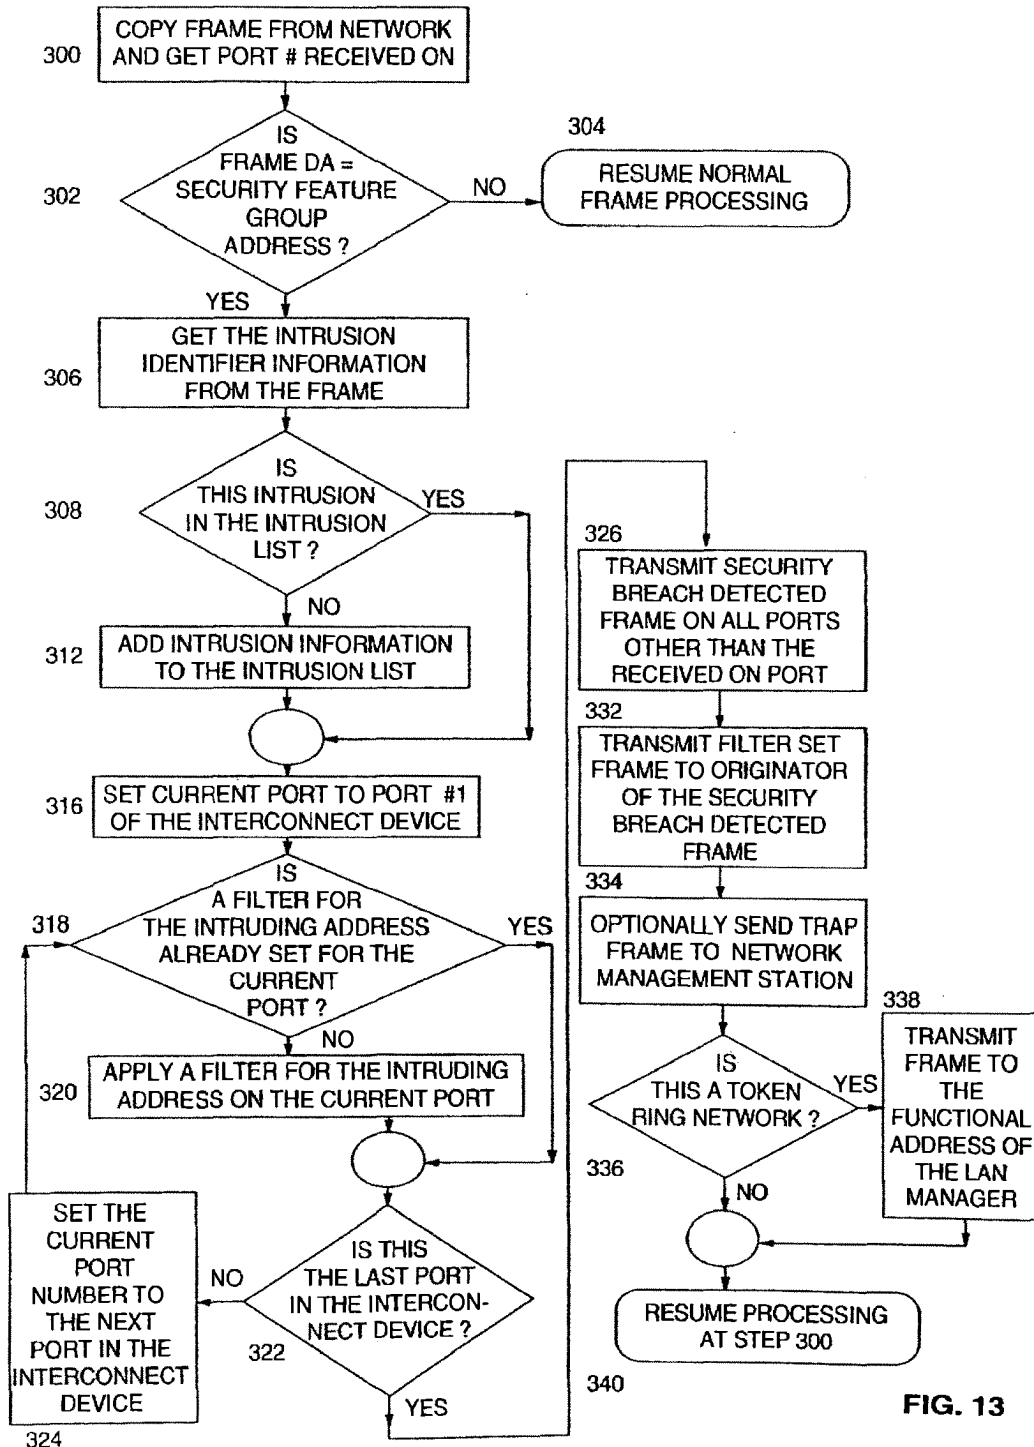 COPY FRAME FROM NETWORK
AND GET PORT # RECEIVED ON
300
304
IS
FRAME DA =
SECURITY FEATURE
GROUP
ADDRESS ?
302
NO
RESUME NORMAL
FRAME PROCESSING
YES
GET THE INTRUSION
IDENTIFIER INFORMATION
FROM THE FRAME
306
IS
THIS INTRUSION
IN THE INTRUSION
LIST ?
308
YES
NO
ADD INTRUSION INFORMATION
TO THE INTRUSION LIST
312
SET CURRENT PORT TO PORT #1
OF THE INTERCONNECT DEVICE
316
IS
A FILTER FOR
THE INTRUDING ADDRESS
ALREADY SET FOR THE
CURRENT
PORT ?
318
YES
NO
APPLY A FILTER FOR THE INTRUDING
ADDRESS ON THE CURRENT PORT
320
IS THIS
THE LAST PORT
IN THE INTERCON-
NECT DEVICE ?
322
NO
YES
SET THE
CURRENT
PORT
NUMBER TO
THE NEXT
PORT IN THE
INTERCONNECT
DEVICE
324
326
TRANSMIT SECURITY
BREACH DETECTED
FRAME ON ALL PORTS
OTHER THAN THE
RECEIVED ON PORT
332
TRANSMIT FILTER SET
FRAME TO ORIGINATOR
OF THE SECURITY
BREACH DETECTED
FRAME
334
OPTIONALLY SEND TRAP
FRAME TO NETWORK
MANAGEMENT STATION
IS
THIS A TOKEN
RING NETWORK ?
336
YES
NO
338
TRANSMIT
FRAME TO
THE
FUNCTIONAL
ADDRESS OF
THE LAN
MANAGER
RESUME PROCESSING
AT STEP 300
340
FIG. 13